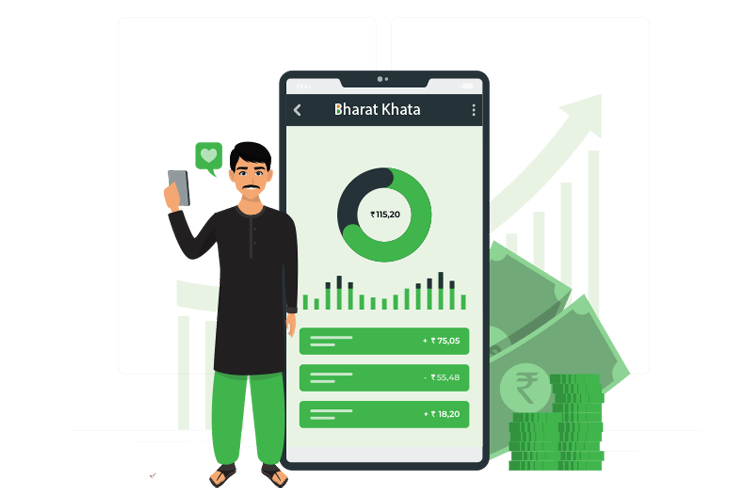 Bharat Khata
₹ 115,20
+ ₹ 75,05
- ₹ 55,48
+ ₹ 18,20
₹